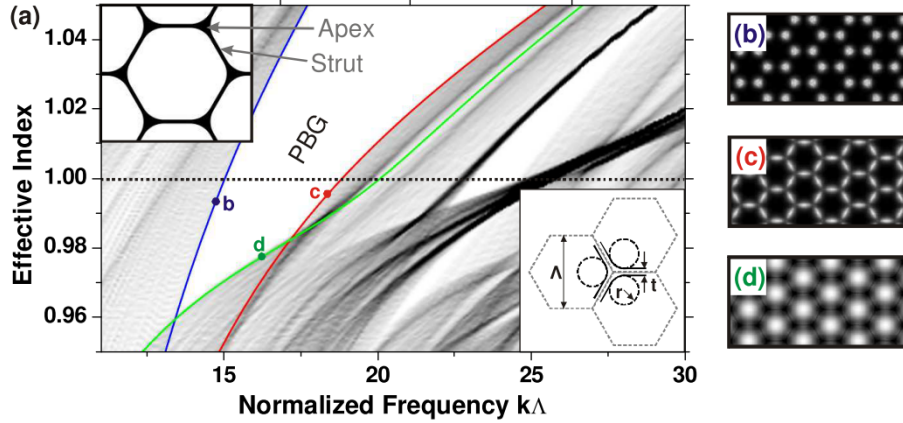 (a)
Apex
Strut
PBG
b
c
d
Λ
r
t
1.04
1.02
1.00
0.98
0.96
Effective Index
15
20
25
30
Normalized Frequency kΛ
(b)
(c)
(d)